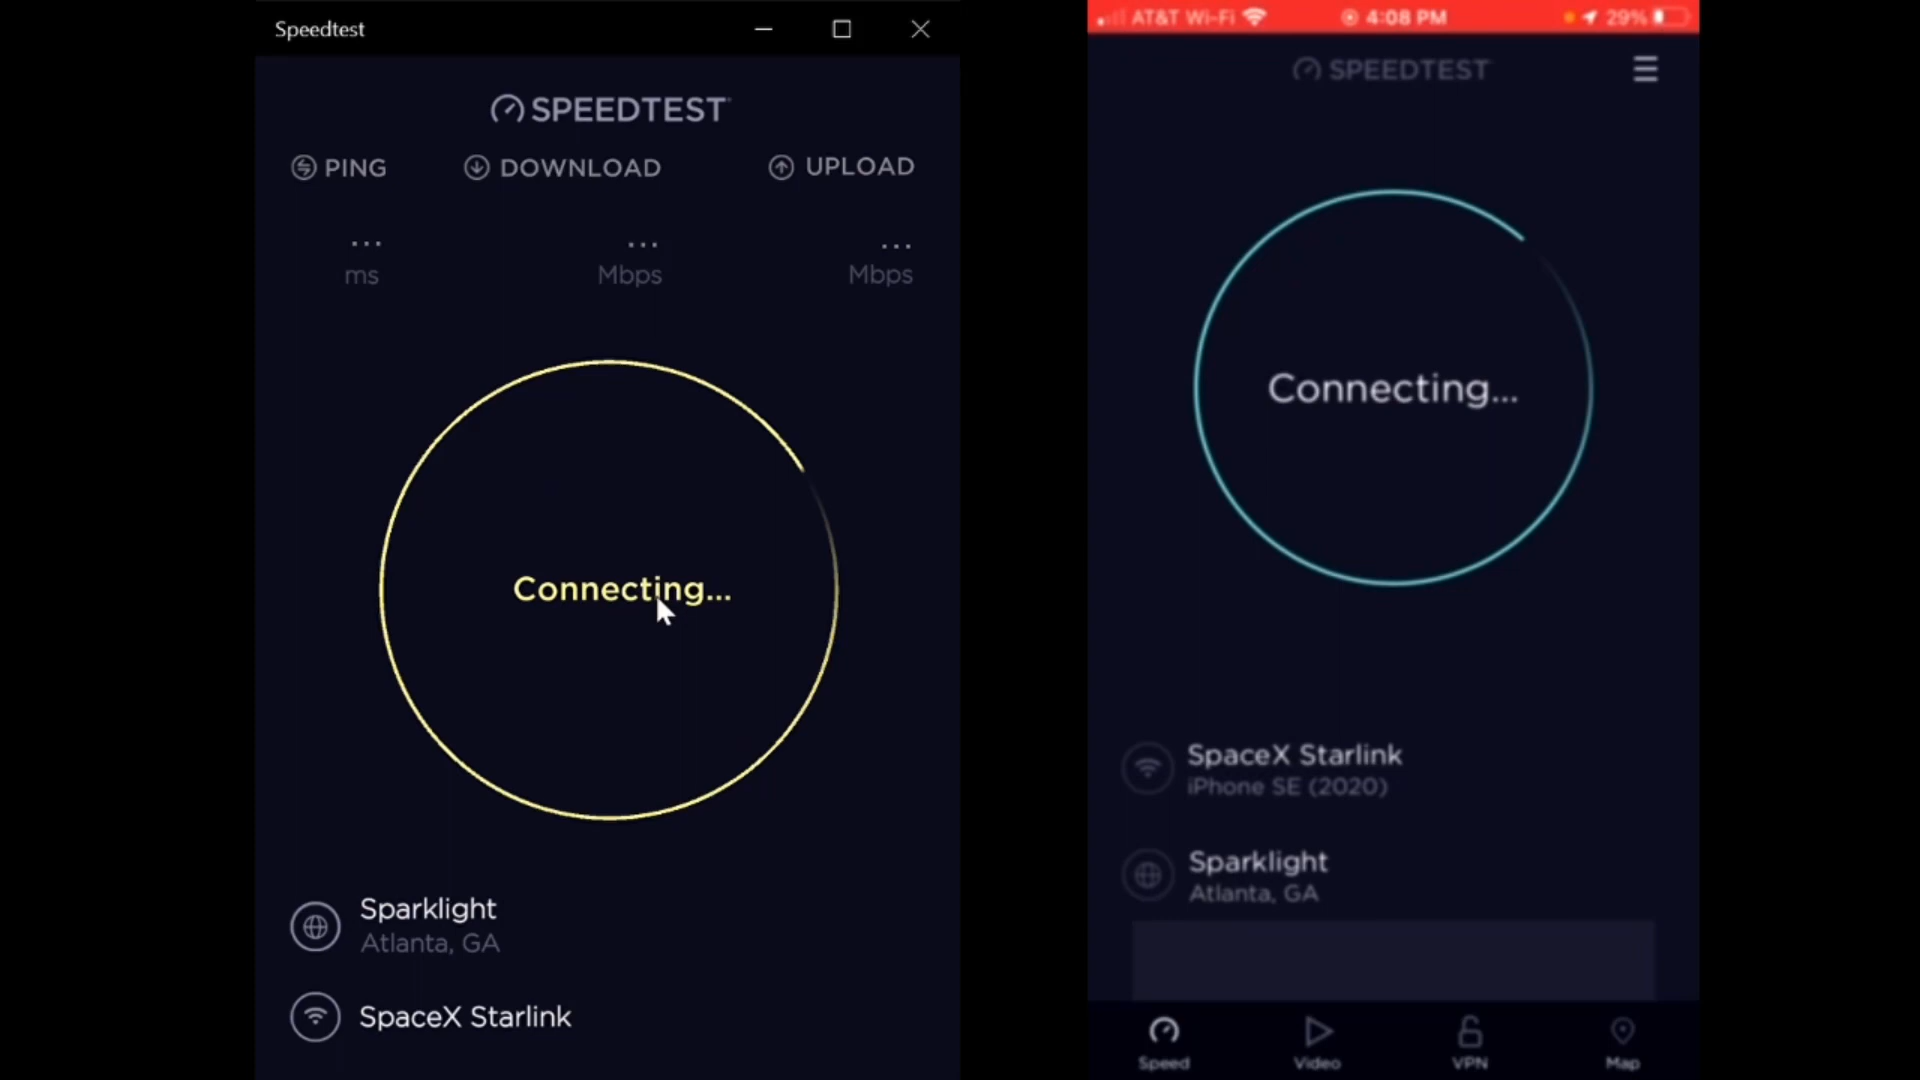 Speedtest
SPEEDTEST
PING
DOWNLOAD
UPLOAD
...
...
...
ms
Mbps
Mbps
Connecting...
Sparklight
Atlanta, GA
SpaceX Starlink
AT&T Wi-Fi
4:08 PM
29%
SPEEDTEST
Connecting...
SpaceX Starlink
iPhone SE (2020)
Sparklight
Atlanta, GA
Speed
Video
VPN
Map